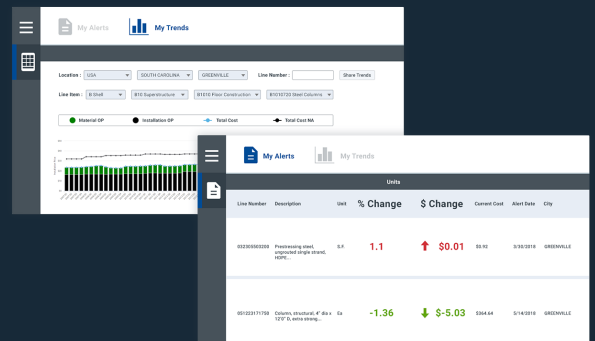 My Alerts
My Trends
Location : USA SOUTH CAROLINA GREENVILLE Line Number : Share Trends
Line Item : B Shell B10 Superstructure B1010 Floor Construction B1010720 Steel Columns
Material OP Installation OP Total Cost Total Cost NA
My Alerts
My Trends
Units
Line Number Description Unit % Change $ Change Current Cost Alert Date City
Prestressing steel, ungrouted single strand, HDPE...
S.F. 1.1 $0.01 $0.92 3/30/2018 GREENVILLE
051223171750 Column, structural, 4" dia x 12'0" D, extra strong...
Ea -1.36 $-5.03 $364.64 5/14/2018 GREENVILLE